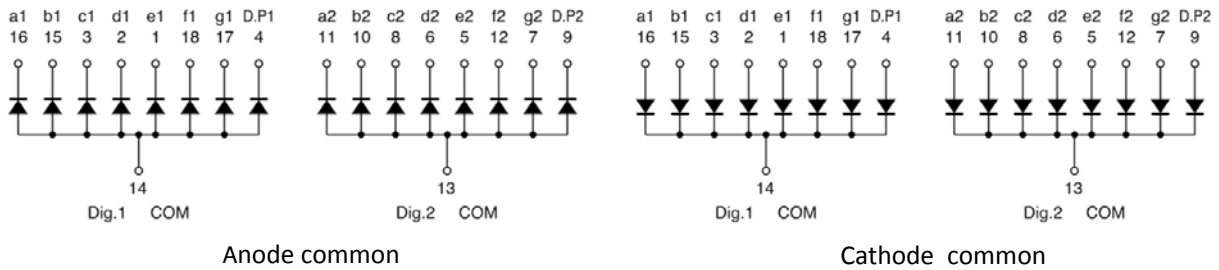 a1 b1 c1 d1 e1 f1 g1 D.P1 a2 b2 c2 d2 e2 f2 g2 D.P2 a1 b1 c1 d1 e1 f1 g1 D.P1 a2 b2 c2 d2 e2 f2 g2 D.P2
16 15 3 2 1 18 17 4 11 10 8 6 5 12 7 9 16 15 3 2 1 18 17 4 11 10 8 6 5 12 7 9
14 13 14 13
Dig.1 COM Dig.2 COM Dig.1 COM Dig.2 COM
Anode common Cathode common